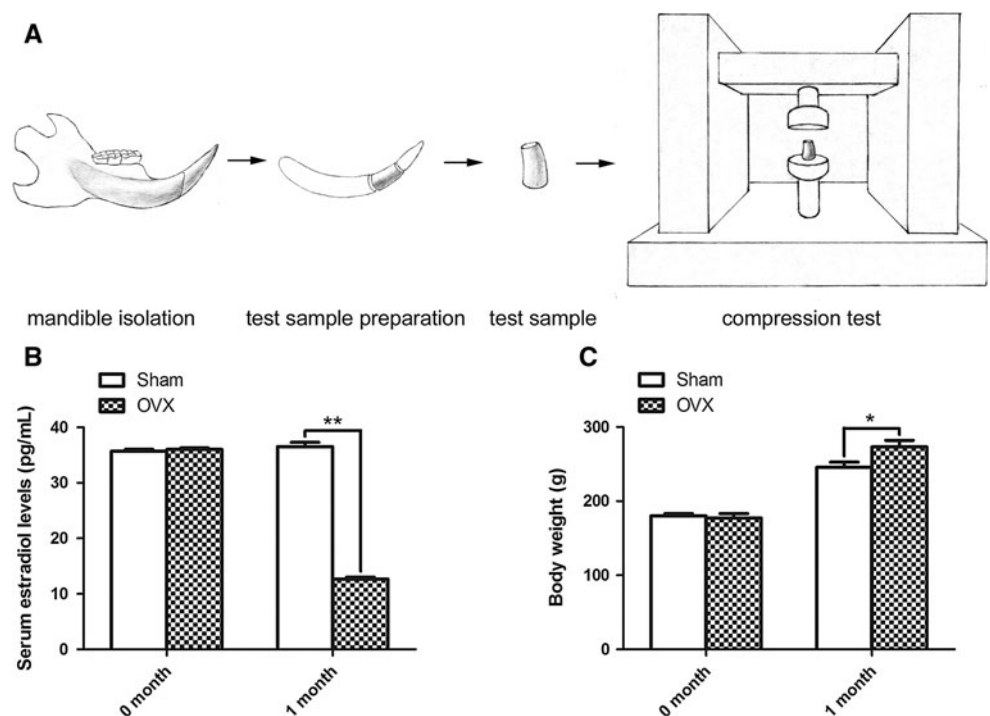 A
mandible isolation
test sample preparation
test sample
compression test
B
Sham
OVX
Serum estradiol levels (pg/mL)
40
30
20
10
0
**
0 month
1 month
C
Sham
OVX
Body weight (g)
300
200
100
0
*
0 month
1 month